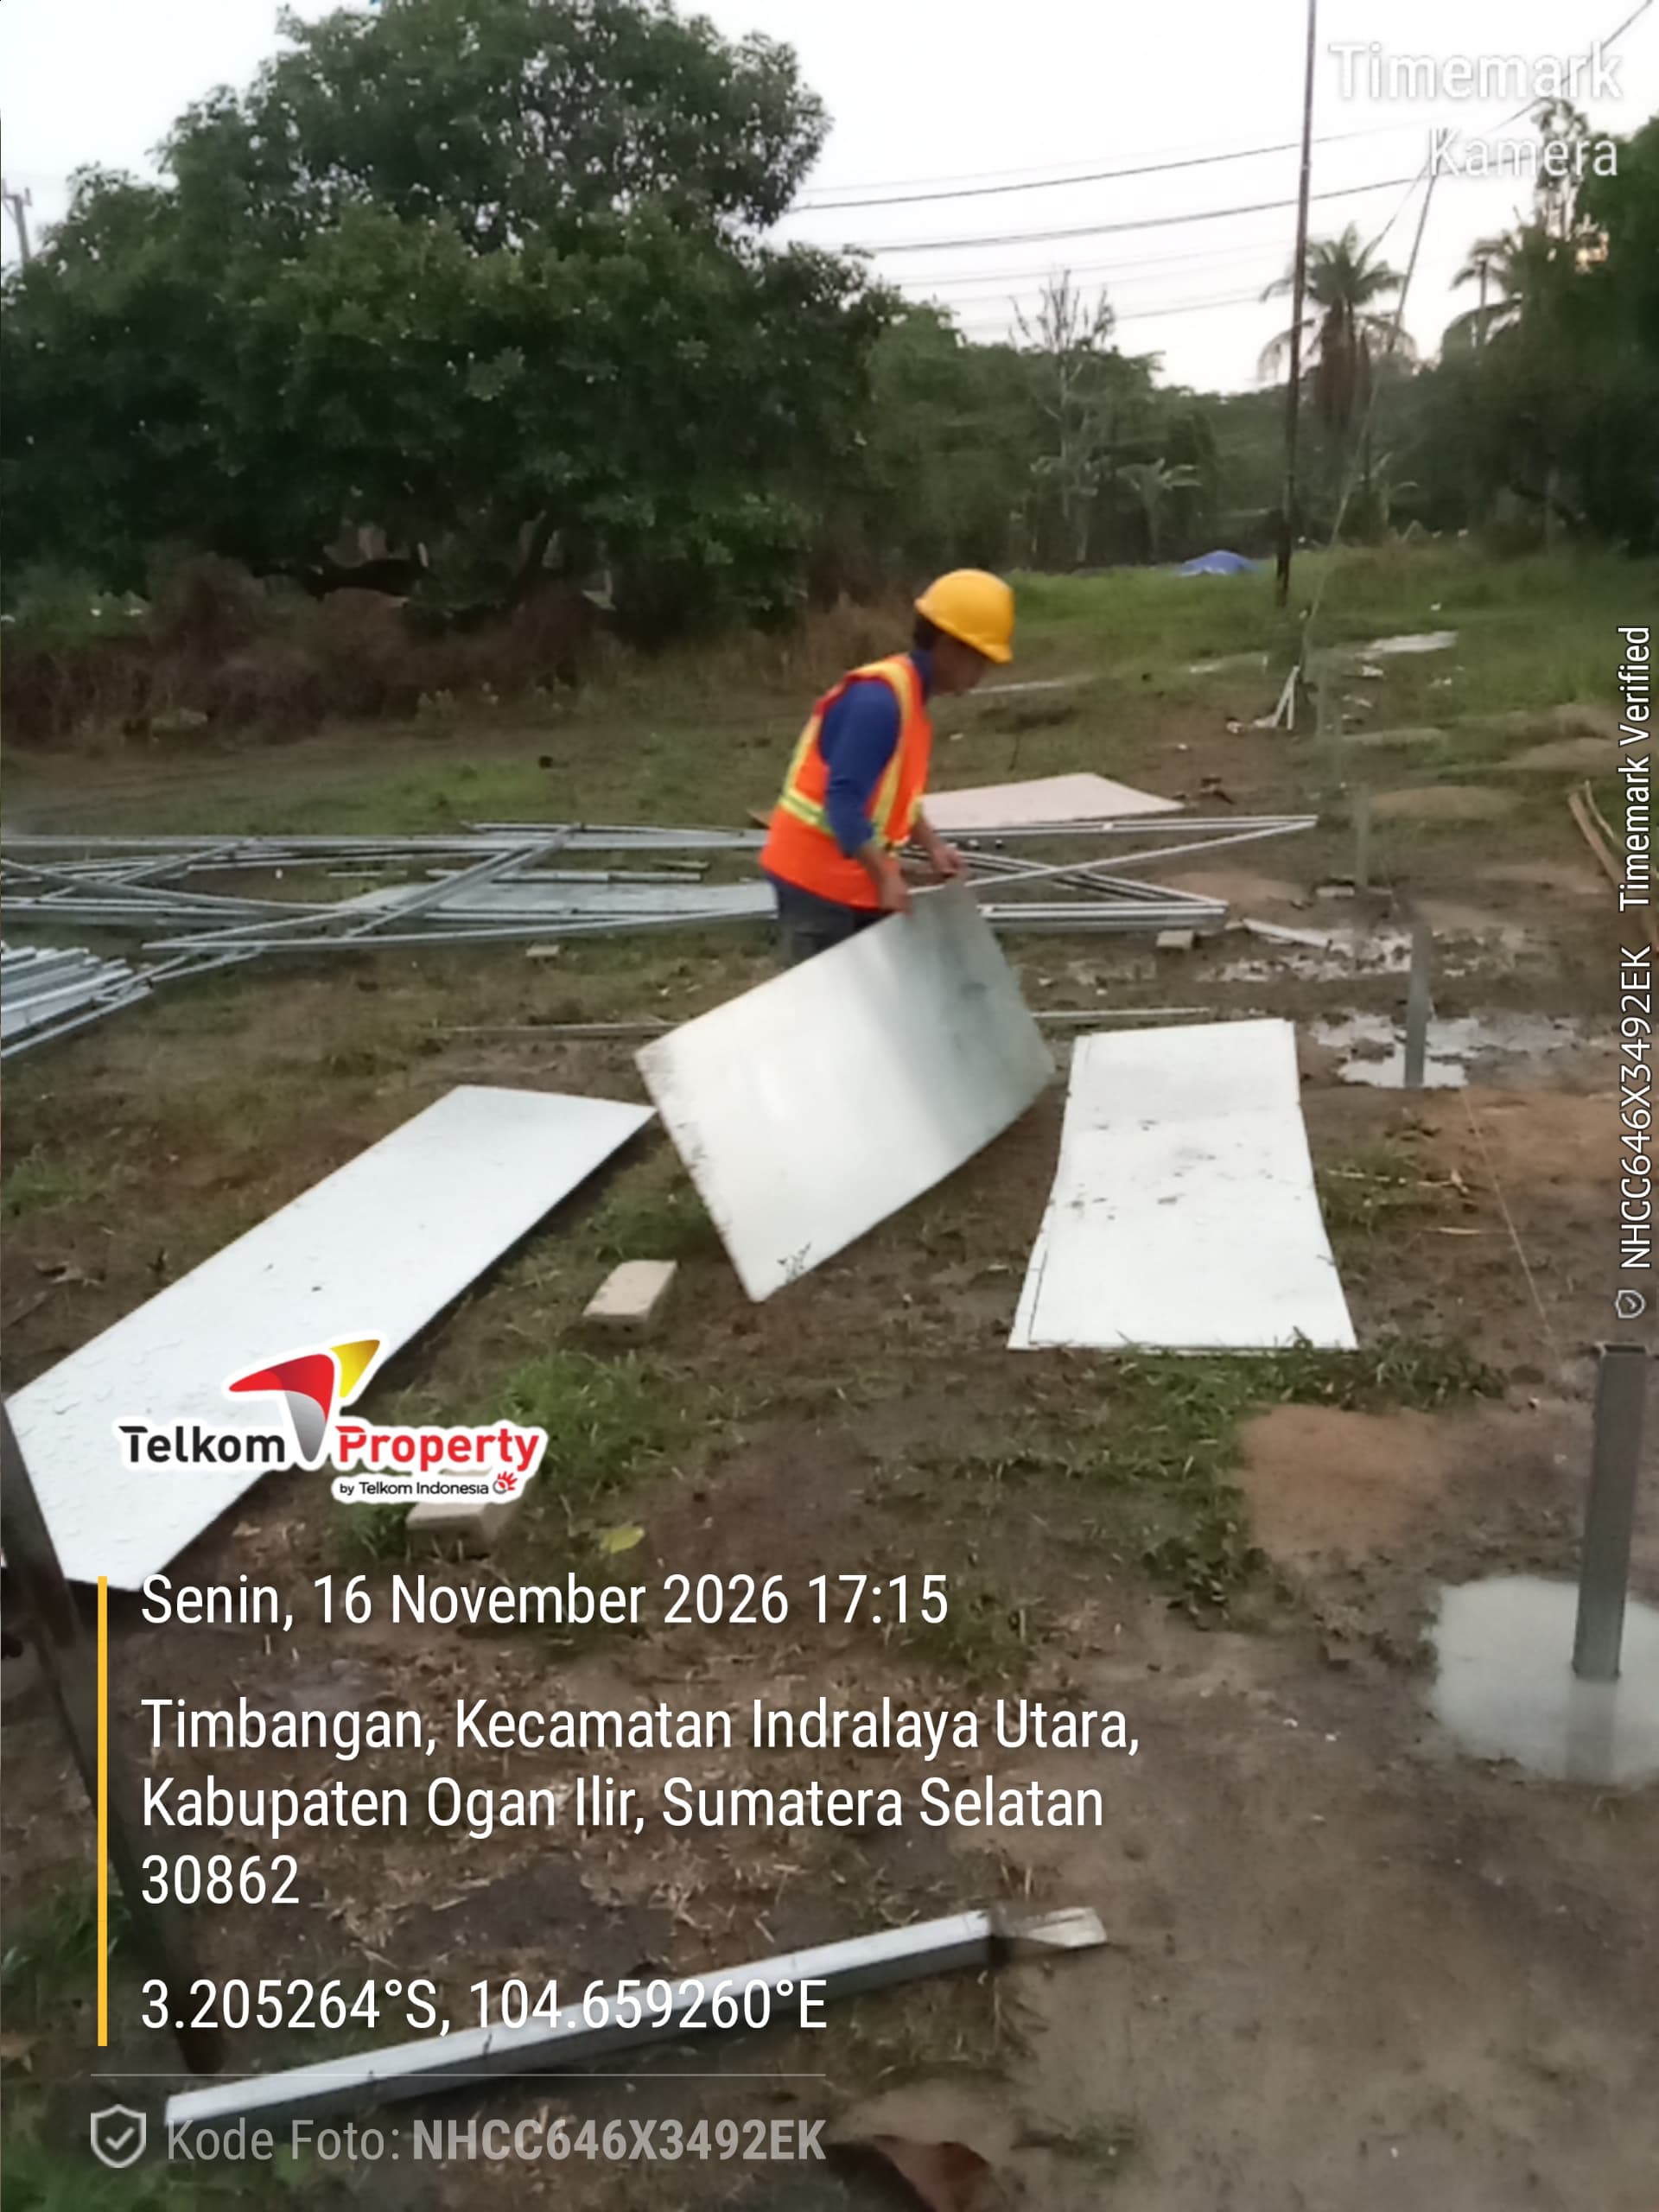 Timemark
Kamera
NHCC646X3492EK Timemark Verified
Telkom Property
by Telkom Indonesia
Senin, 16 November 2026 17:15
Timbangan, Kecamatan Indralaya Utara,
Kabupaten Ogan Ilir, Sumatera Selatan
30862
3.205264°S, 104.659260°E
Kode Foto: NHCC646X3492EK